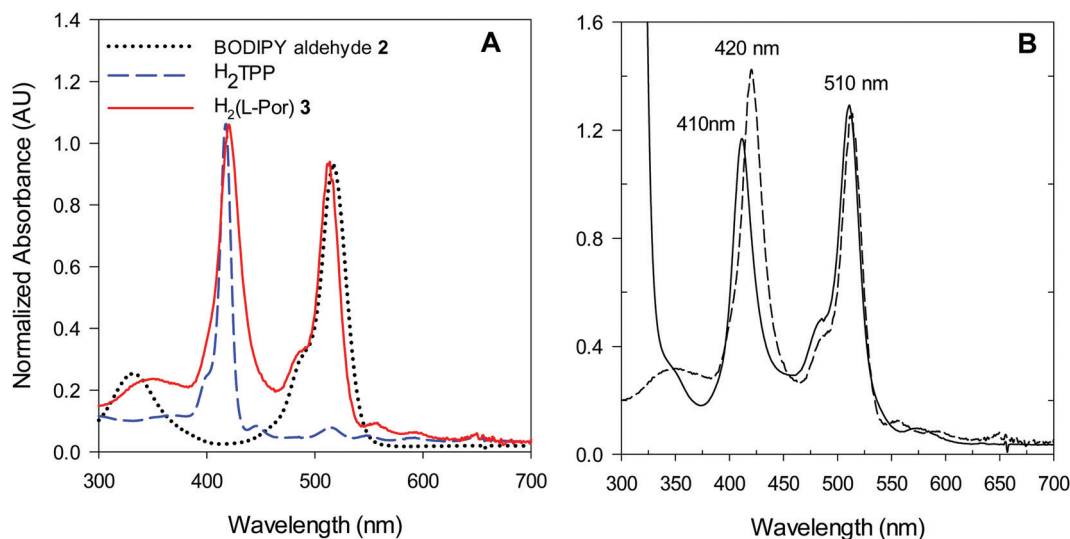 A
BODIPY aldehyde 2
H2TPP
H2(L-Por) 3
1.4
1.2
1.0
0.8
0.6
0.4
0.2
0.0
Normalized Absorbance (AU)
300 400 500 600 700
Wavelength (nm)
B
420 nm
510 nm
410nm
1.6
1.2
0.8
0.4
0.0
300 350 400 450 500 550 600 650 700
Wavelength (nm)